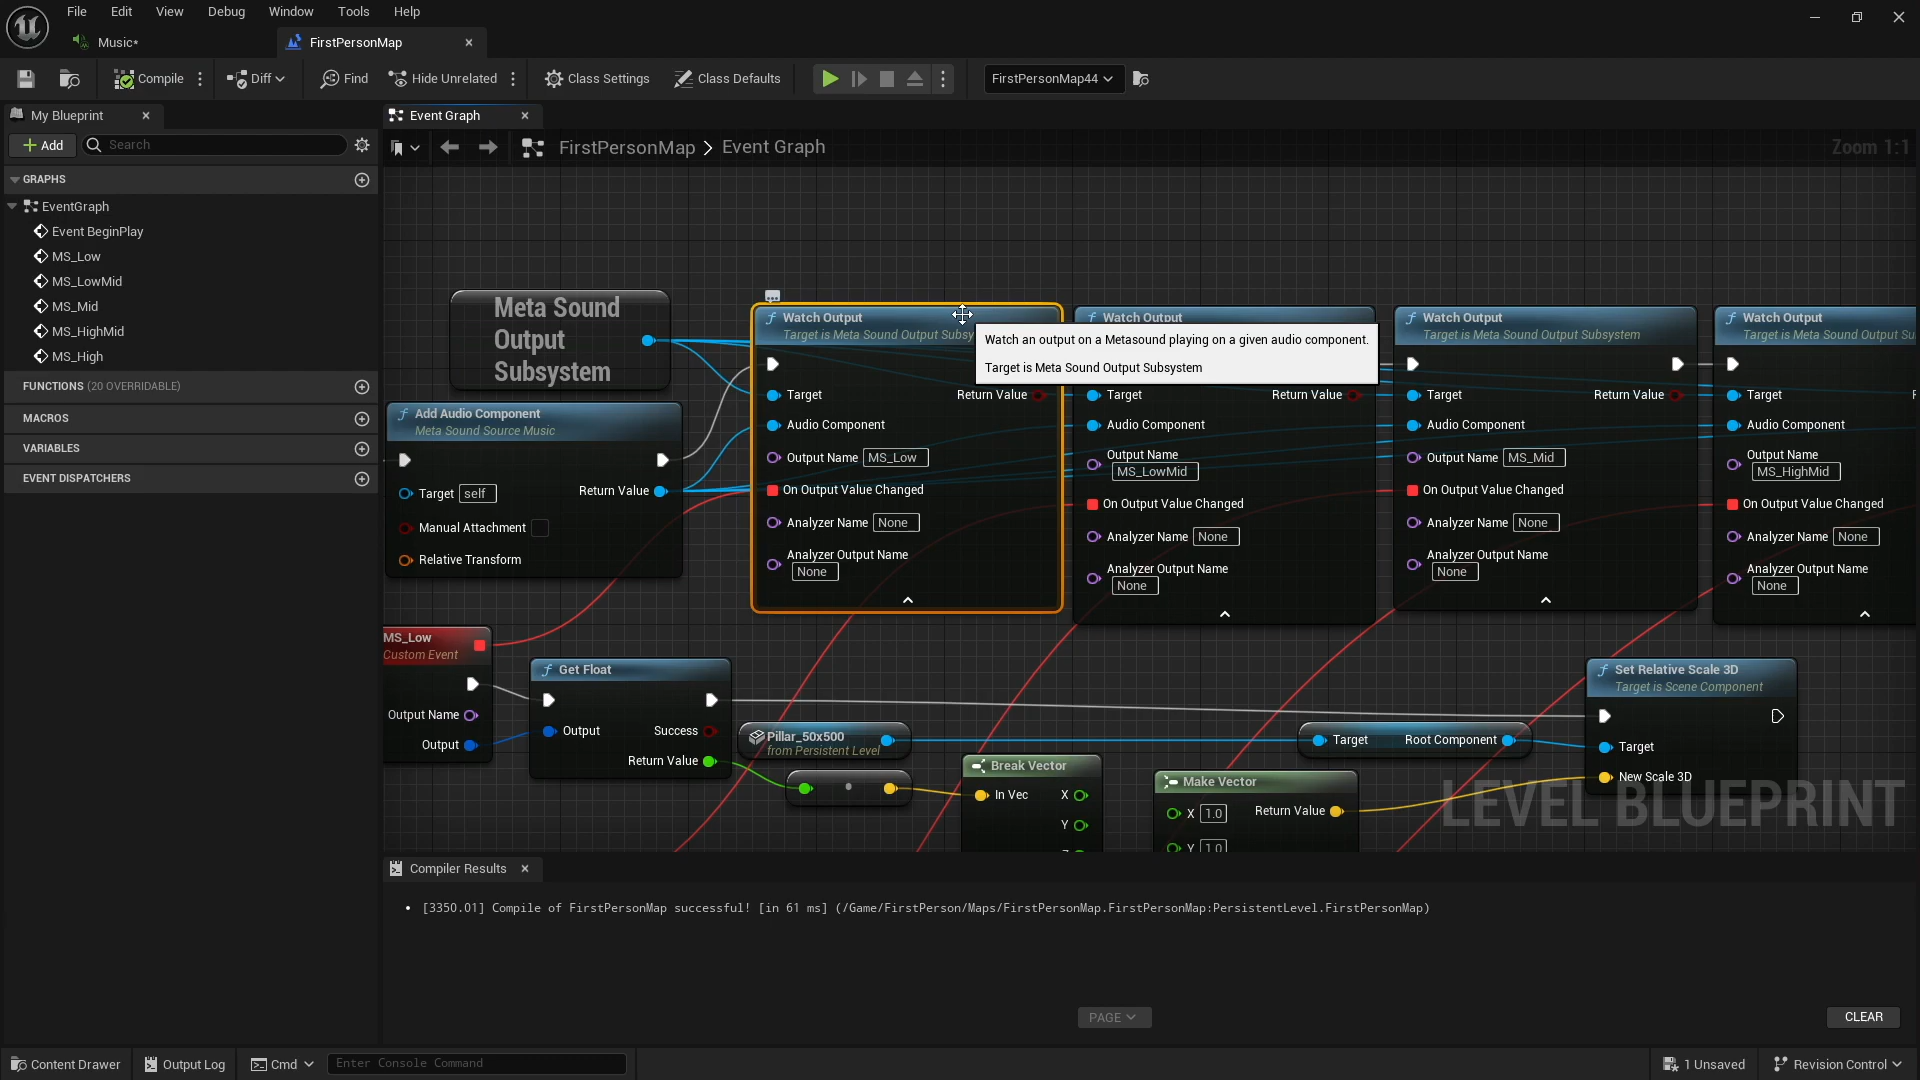 File Edit View Debug Window Tools Help
Music*
FirstPersonMap
Compile
Diff
Find
Hide Unrelated
Class Settings
Class Defaults
FirstPersonMap44
My Blueprint
Event Graph
Add
Search
FirstPersonMap > Event Graph
Zoom 1:1
GRAPHS
EventGraph
Event BeginPlay
MS_Low
MS_LowMid
MS_Mid
MS_HighMid
MS_High
FUNCTIONS (20 OVERRIDABLE)
MACROS
VARIABLES
EVENT DISPATCHERS
Meta Sound
Output
Subsystem
Add Audio Component
Meta Sound Source Music
Target self
Return Value
Manual Attachment
Relative Transform
Watch Output
Target is Meta Sound Output Subsy
Target
Return Value
Audio Component
Output Name MS_Low
On Output Value Changed
Analyzer Name None
Analyzer Output Name
None
Watch Output
Watch an output on a Metasound playing on a given audio component.
Target is Meta Sound Output Subsystem
Target
Return Value
Audio Component
Output Name
MS_LowMid
On Output Value Changed
Analyzer Name None
Analyzer Output Name
None
Watch Output
Target is Meta Sound Output Subsystem
Target
Return Value
Audio Component
Output Name MS_Mid
On Output Value Changed
Analyzer Name None
Analyzer Output Name
None
Watch Output
Target is Meta Sound Output Su
Target
Audio Component
Output Name
MS_HighMid
On Output Value Changed
Analyzer Name None
Analyzer Output Name
None
MS_Low
Custom Event
Output Name
Output
Get Float
Output
Success
Return Value
Pillar_50x500
from Persistent Level
Break Vector
In Vec
X
Y
Make Vector
X 1.0
Return Value
Y 1.0
Target
Root Component
Set Relative Scale 3D
Target is Scene Component
Target
New Scale 3D
LEVEL BLUEPRINT
Compiler Results
• [3350.01] Compile of FirstPersonMap successful! [in 61 ms] (/Game/FirstPerson/Maps/FirstPersonMap.FirstPersonMap:PersistentLevel.FirstPersonMap)
PAGE
CLEAR
Content Drawer
Output Log
Cmd
Enter Console Command
1 Unsaved
Revision Control